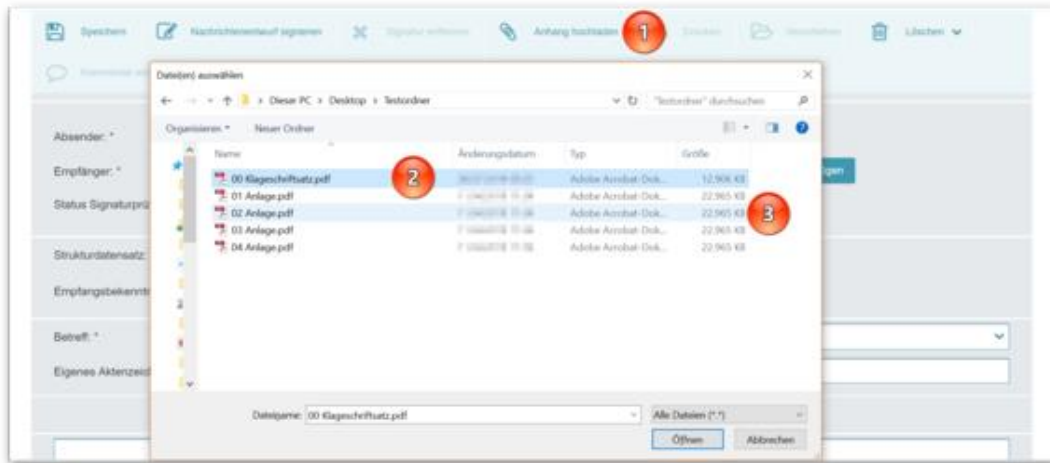 Speichern Nachrichtenentwurf signieren Anhang hochladen 1 Drucken Löschen
Datei(en) auswählen
Dieser PC > Desktop > Testordner "Testordner" durchsuchen
Organisieren Neuer Ordner
Name Änderungsdatum Typ Größe
00 Klageschriftsatz.pdf 2 Adobe Acrobat-Dok... 12.906 KB
01 Anlage.pdf Adobe Acrobat-Dok... 22.965 KB
02 Anlage.pdf Adobe Acrobat-Dok... 22.965 KB 3
03 Anlage.pdf Adobe Acrobat-Dok... 22.965 KB
04 Anlage.pdf Adobe Acrobat-Dok... 22.965 KB
Absender: *
Empfänger: *
Status Signaturprü
Strukturdatensatz:
Empfangsbekennt
Betreff: *
Eigenes Aktenzeic
Dateiname: 00 Klageschriftsatz.pdf Alle Dateien (*.*)
Öffnen Abbrechen